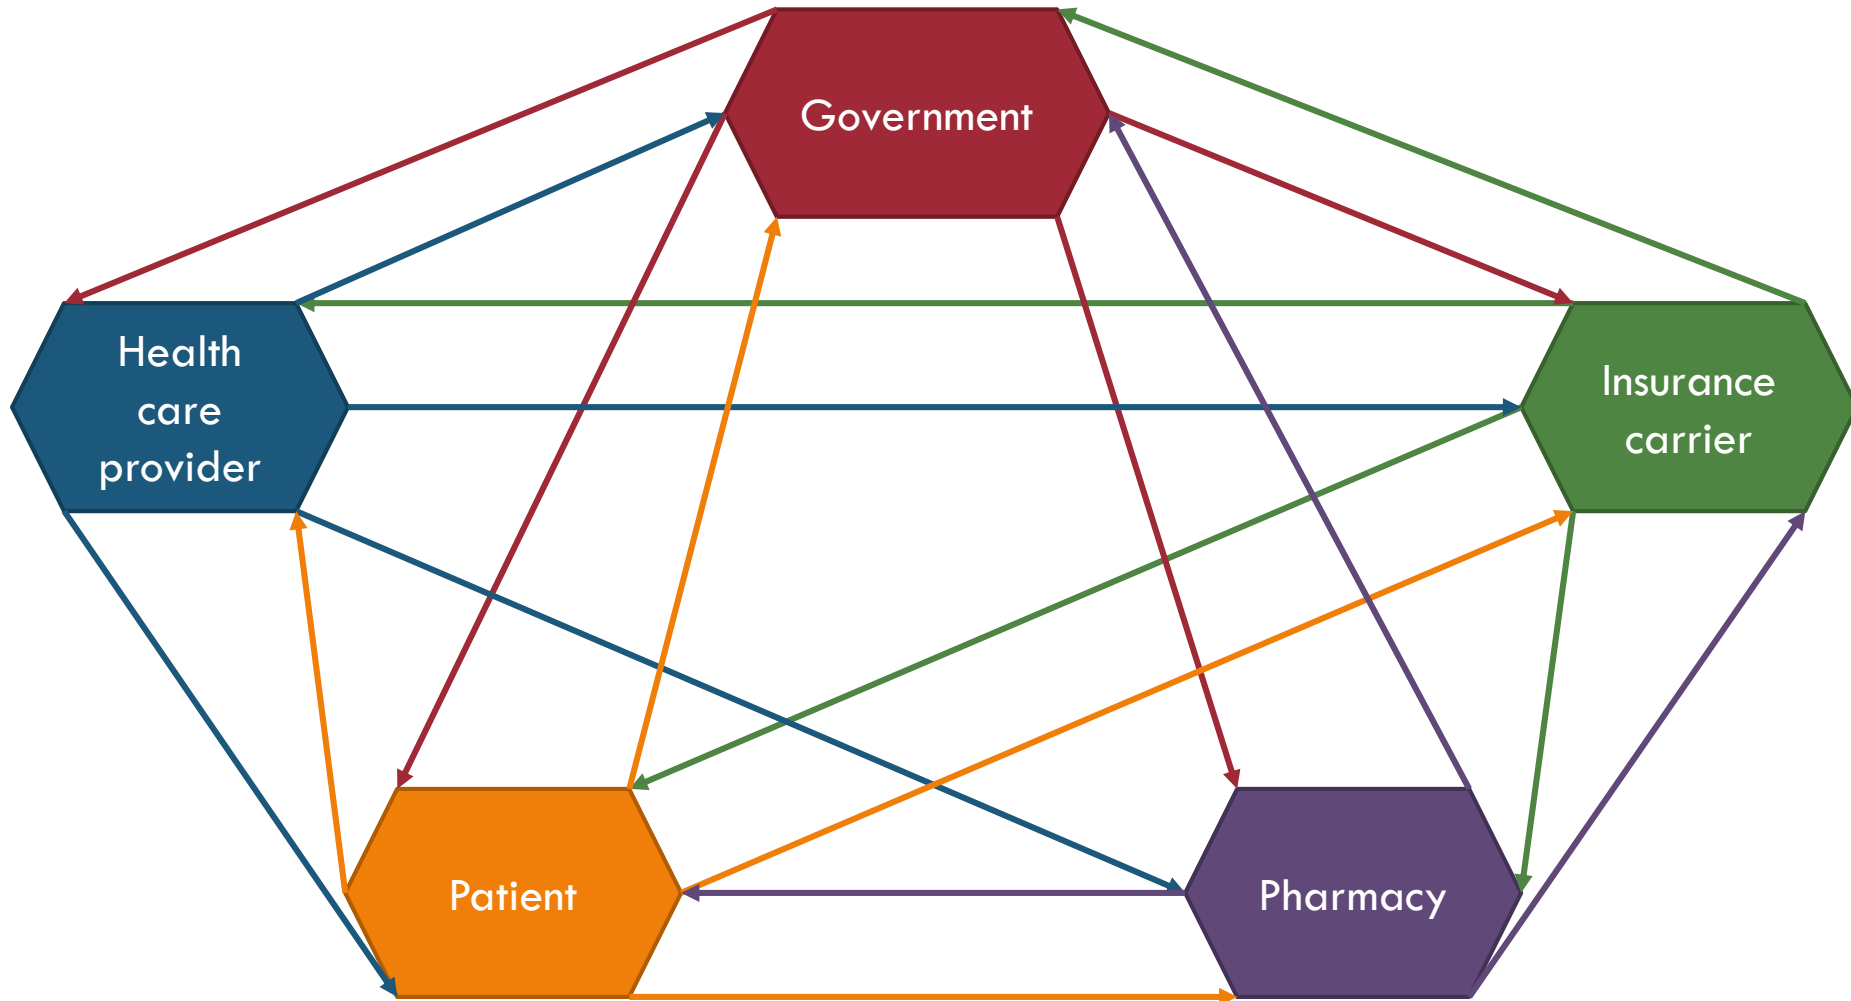 Government
Health
care
provider
Insurance
carrier
Patient
Pharmacy